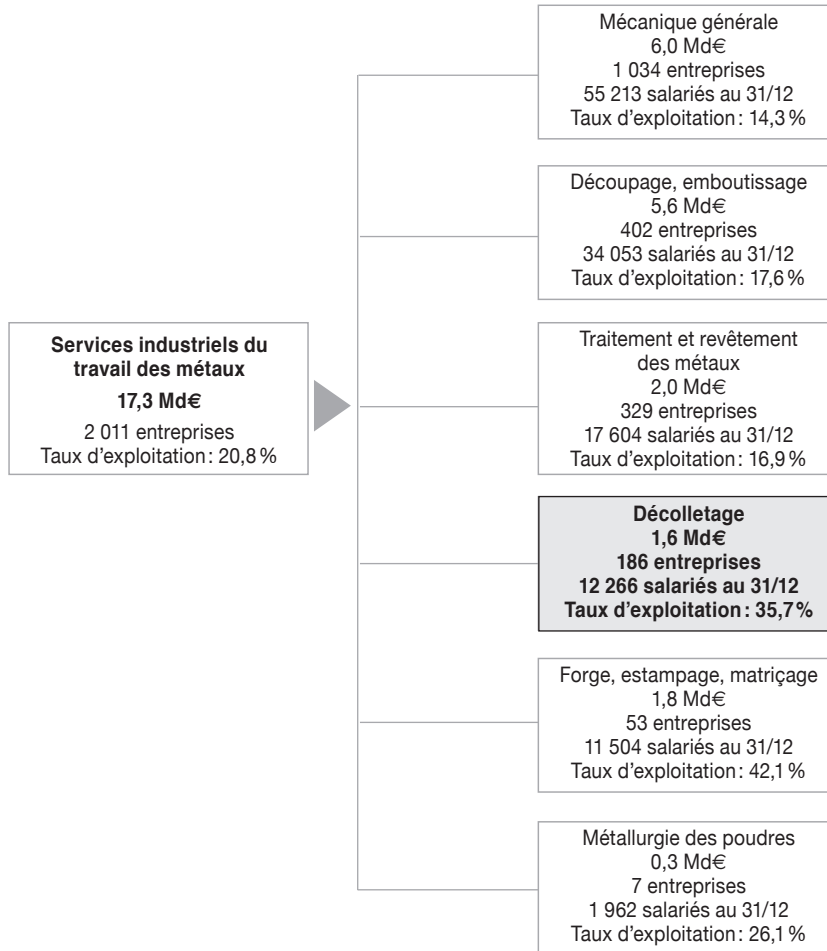 Mécanique générale
6,0 Md€
1 034 entreprises
55 213 salariés au 31/12
Taux d'exploitation : 14,3 %
Découpage, emboutissage
5,6 Md€
402 entreprises
34 053 salariés au 31/12
Taux d'exploitation : 17,6 %
Services industriels du
travail des métaux
17,3 Md€
2 011 entreprises
Taux d'exploitation : 20,8 %
Traitement et revêtement
des métaux
2,0 Md€
329 entreprises
17 604 salariés au 31/12
Taux d'exploitation : 16,9 %
Décolletage
1,6 Md€
186 entreprises
12 266 salariés au 31/12
Taux d'exploitation : 35,7 %
Forge, estampage, matriçage
1,8 Md€
53 entreprises
11 504 salariés au 31/12
Taux d'exploitation : 42,1 %
Métallurgie des poudres
0,3 Md€
7 entreprises
1 962 salariés au 31/12
Taux d'exploitation : 26,1 %